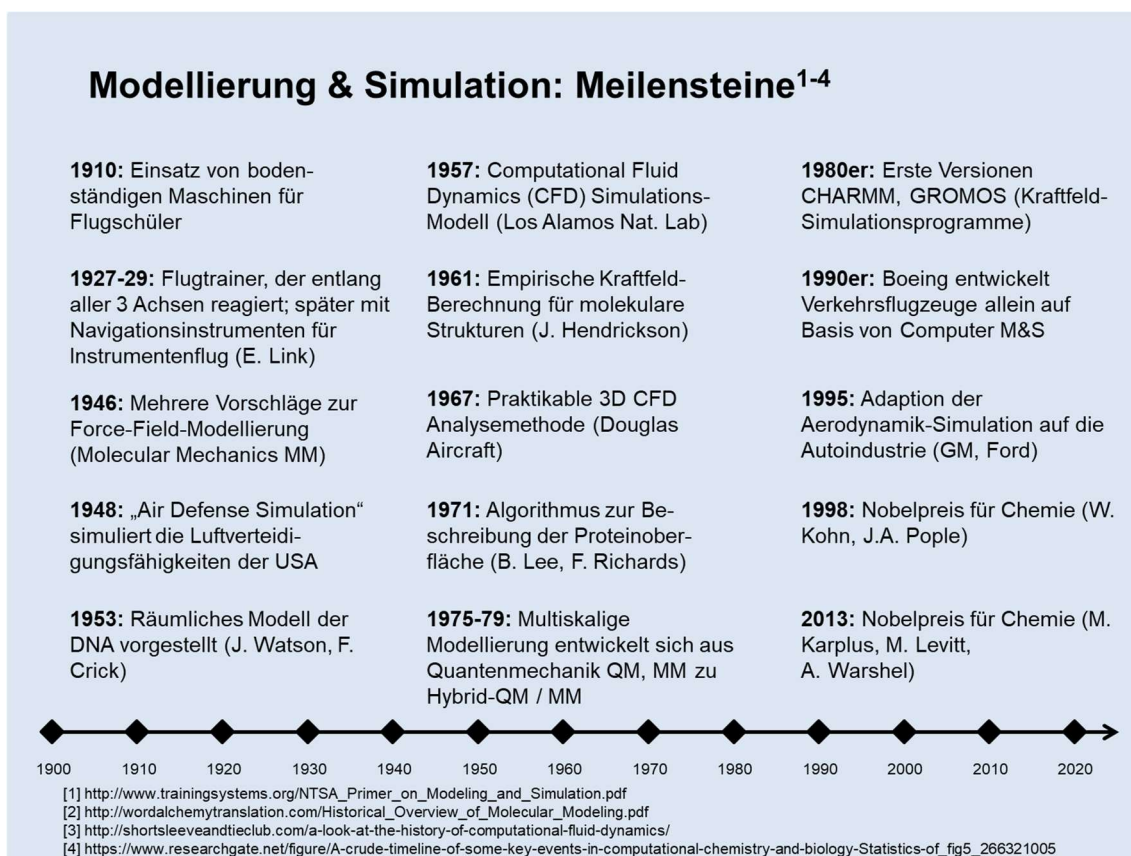 Modellierung & Simulation: Meilensteine1-4
1910: Einsatz von boden-
ständigen Maschinen für
Flugschüler
1927-29: Flugtrainer, der entlang
aller 3 Achsen reagiert; später mit
Navigationsinstrumenten für
Instrumentenflug (E. Link)
1946: Mehrere Vorschläge zur
Force-Field-Modellierung
(Molecular Mechanics MM)
1948: „Air Defense Simulation“
simuliert die Luftverteidi-
gungsfähigkeiten der USA
1953: Räumliches Modell der
DNA vorgestellt (J. Watson, F.
Crick)
1957: Computational Fluid
Dynamics (CFD) Simulations-
Modell (Los Alamos Nat. Lab)
1961: Empirische Kraftfeld-
Berechnung für molekulare
Strukturen (J. Hendrickson)
1967: Praktikable 3D CFD
Analysemethode (Douglas
Aircraft)
1971: Algorithmus zur Be-
schreibung der Proteinober-
fläche (B. Lee, F. Richards)
1975-79: Multiskalige
Modellierung entwickelt sich aus
Quantenmechanik QM, MM zu
Hybrid-QM / MM
1980er: Erste Versionen
CHARMM, GROMOS (Kraftfeld-
Simulationsprogramme)
1990er: Boeing entwickelt
Verkehrsflugzeuge allein auf
Basis von Computer M&S
1995: Adaption der
Aerodynamik-Simulation auf die
Autoindustrie (GM, Ford)
1998: Nobelpreis für Chemie (W.
Kohn, J.A. Pople)
2013: Nobelpreis für Chemie (M.
Karplus, M. Levitt,
A. Warshel)
1900 1910 1920 1930 1940 1950 1960 1970 1980 1990 2000 2010 2020
[1] http://www.trainingsystems.org/NTSA_Primer_on_Modeling_and_Simulation.pdf
[2] http://wordalchemytranslation.com/Historical_Overview_of_Molecular_Modeling.pdf
[3] http://shortsleeveandtieclub.com/a-look-at-the-history-of-computational-fluid-dynamics/
[4] https://www.researchgate.net/figure/A-crude-timeline-of-some-key-events-in-computational-chemistry-and-biology-Statistics-of_fig5_266321005